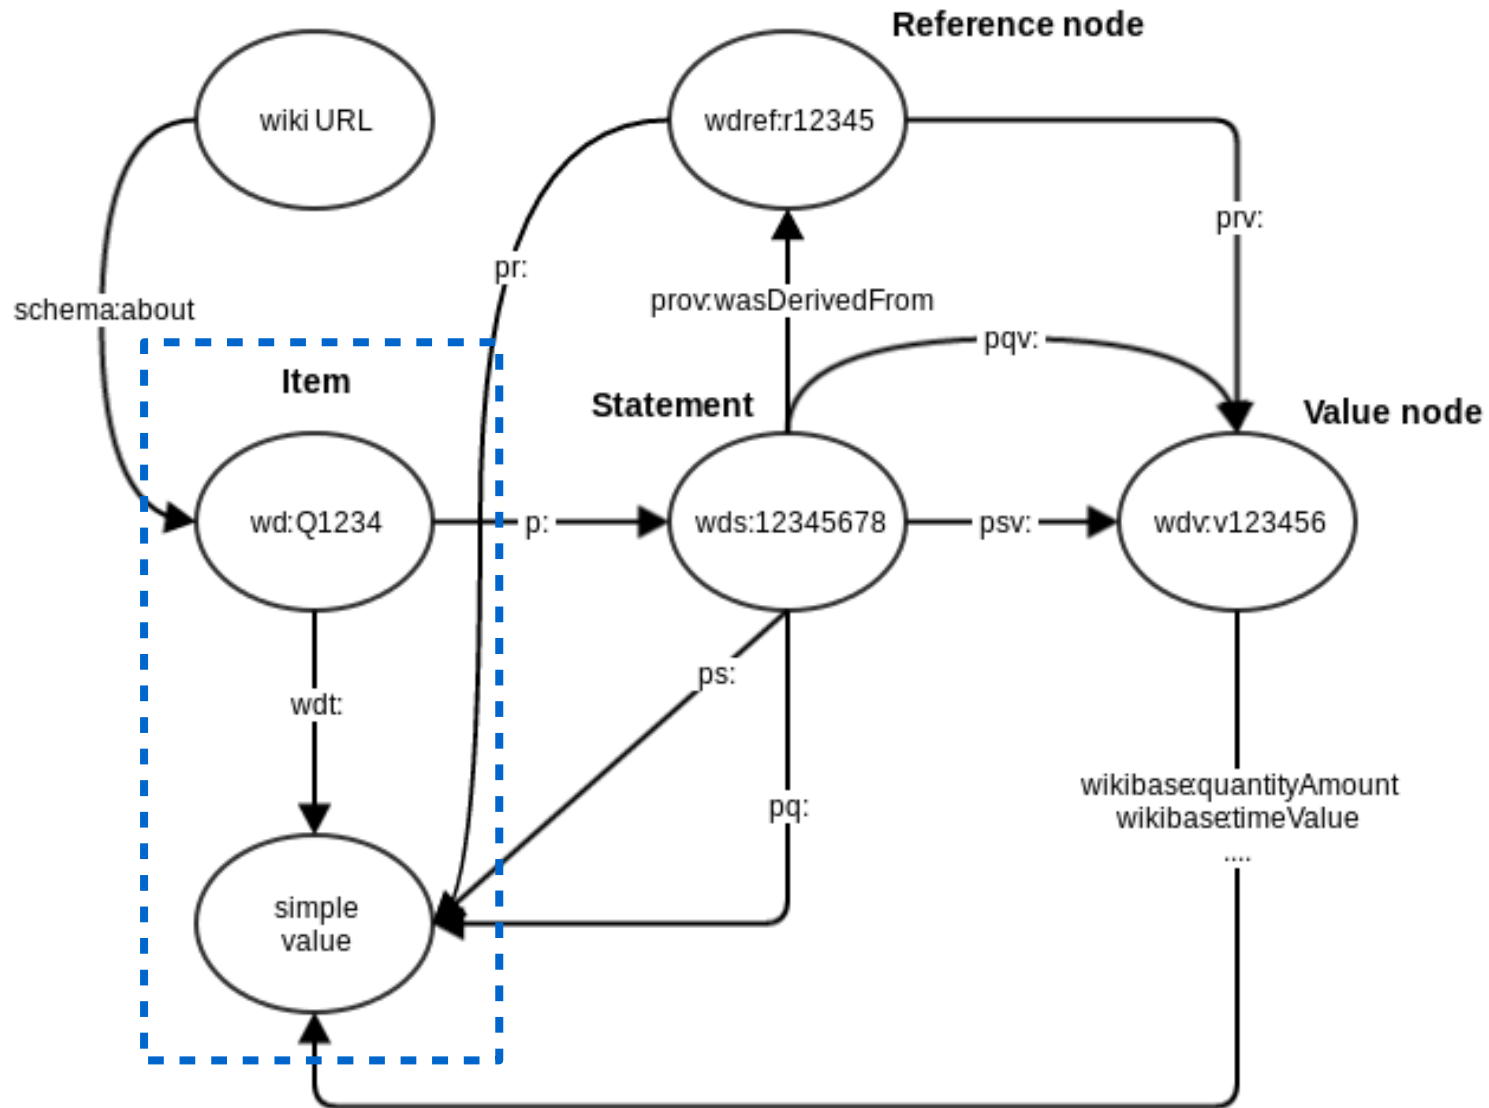 Reference node
wiki URL
wdref:r12345
prv:
pr:
prov:wasDerivedFrom
schema:about
pqv:
Item
Statement
Value node
wd:Q1234
p:
wds:12345678
psv:
wdv:v123456
ps:
wdt:
wikibase:quantityAmount
pq:
wikibase:timeValue
....
simple
value